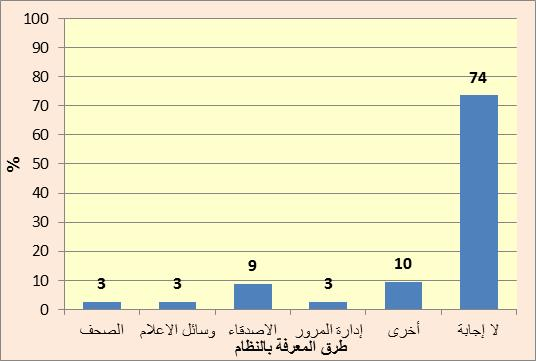 100
90
80
70
60
50
40
30
20
10
0
%
3
3
9
3
10
74
الصحف
وسائل الاعلام
الاصدقاء
إدارة المرور
أخرى
لا إجابة
طرق المعرفة بالنظام